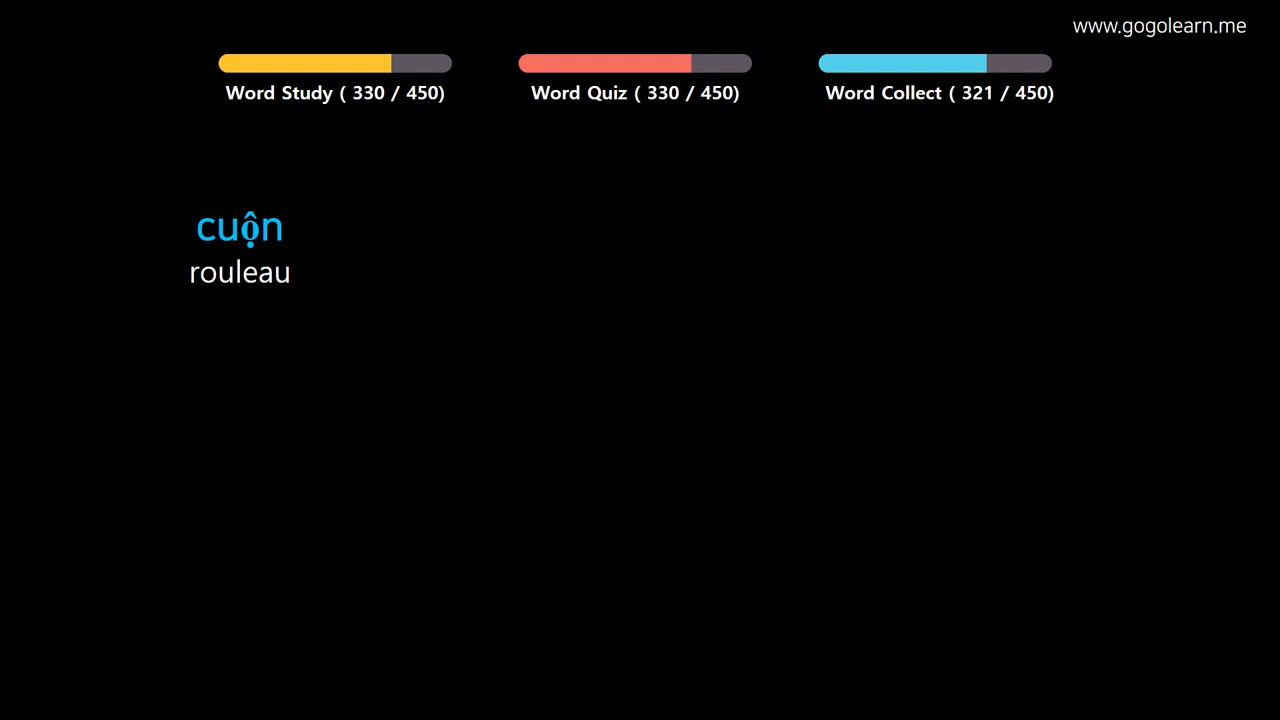 www.gogolearn.me
Word Study ( 330 / 450)
Word Quiz ( 330 / 450)
Word Collect ( 321 / 450)
cuộn
rouleau